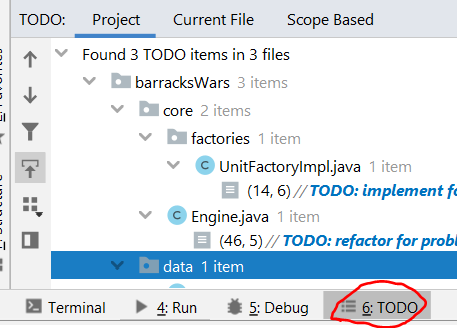 TODO: Project Current File Scope Based
Found 3 TODO items in 3 files
barracksWars 3 items
core 2 items
factories 1 item
UnitFactoryImpl.java 1 item
(14, 6) // TODO: implement
Engine.java 1 item
(46, 5) // TODO: refactor for
data 1 item
Terminal 4: Run 5: Debug 6: TODO